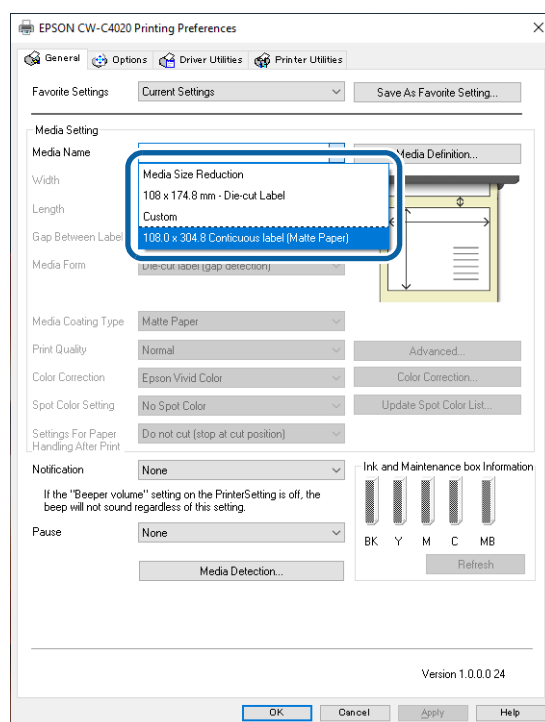 EPSON CW-C4020 Printing Preferences
General Options Driver Utilities Printer Utilities
Favorite Settings Current Settings Save As Favorite Setting...
Media Setting
Media Name Media Definition...
Media Size Reduction
Width
108 x 174.8 mm - Die-cut Label
Length
Custom
Gap Between Label
108.0 x 304.8 Conticuous label (Matte Paper)
Media Form Die-cut label (gap detection)
Media Coating Type Matte Paper
Print Quality Normal Advanced...
Color Correction Epson Vivid Color Color Correction...
Spot Color Setting No Spot Color Update Spot Color List...
Settings For Paper Do not cut (stop at cut position)
Handling After Print
Notification None Ink and Maintenance box Information
If the "Beeper volume" setting on the PrinterSetting is off, the
beep will not sound regardless of this setting.
Pause None
BK Y M C MB
Media Detection... Refresh
Version 1.0.0.0 24
OK Cancel Apply Help